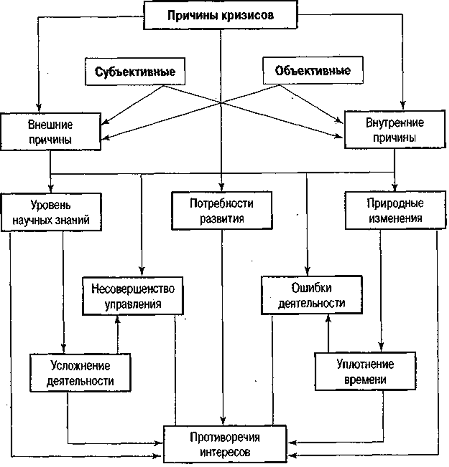 Причины кризисов
Субъективные
Объективные
Внешние
причины
Внутренние
причины
Уровень
научных знаний
Потребности
развития
Природные
изменения
Несовершенство
управления
Ошибки
деятельности
Усложнение
деятельности
Уплотнение
времени
Противоречия
интересов